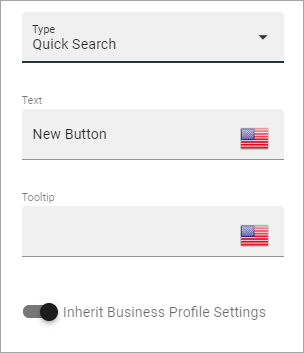 Type
Quick Search
Text
New Button
Tooltip
Inherit Business Profile Settings